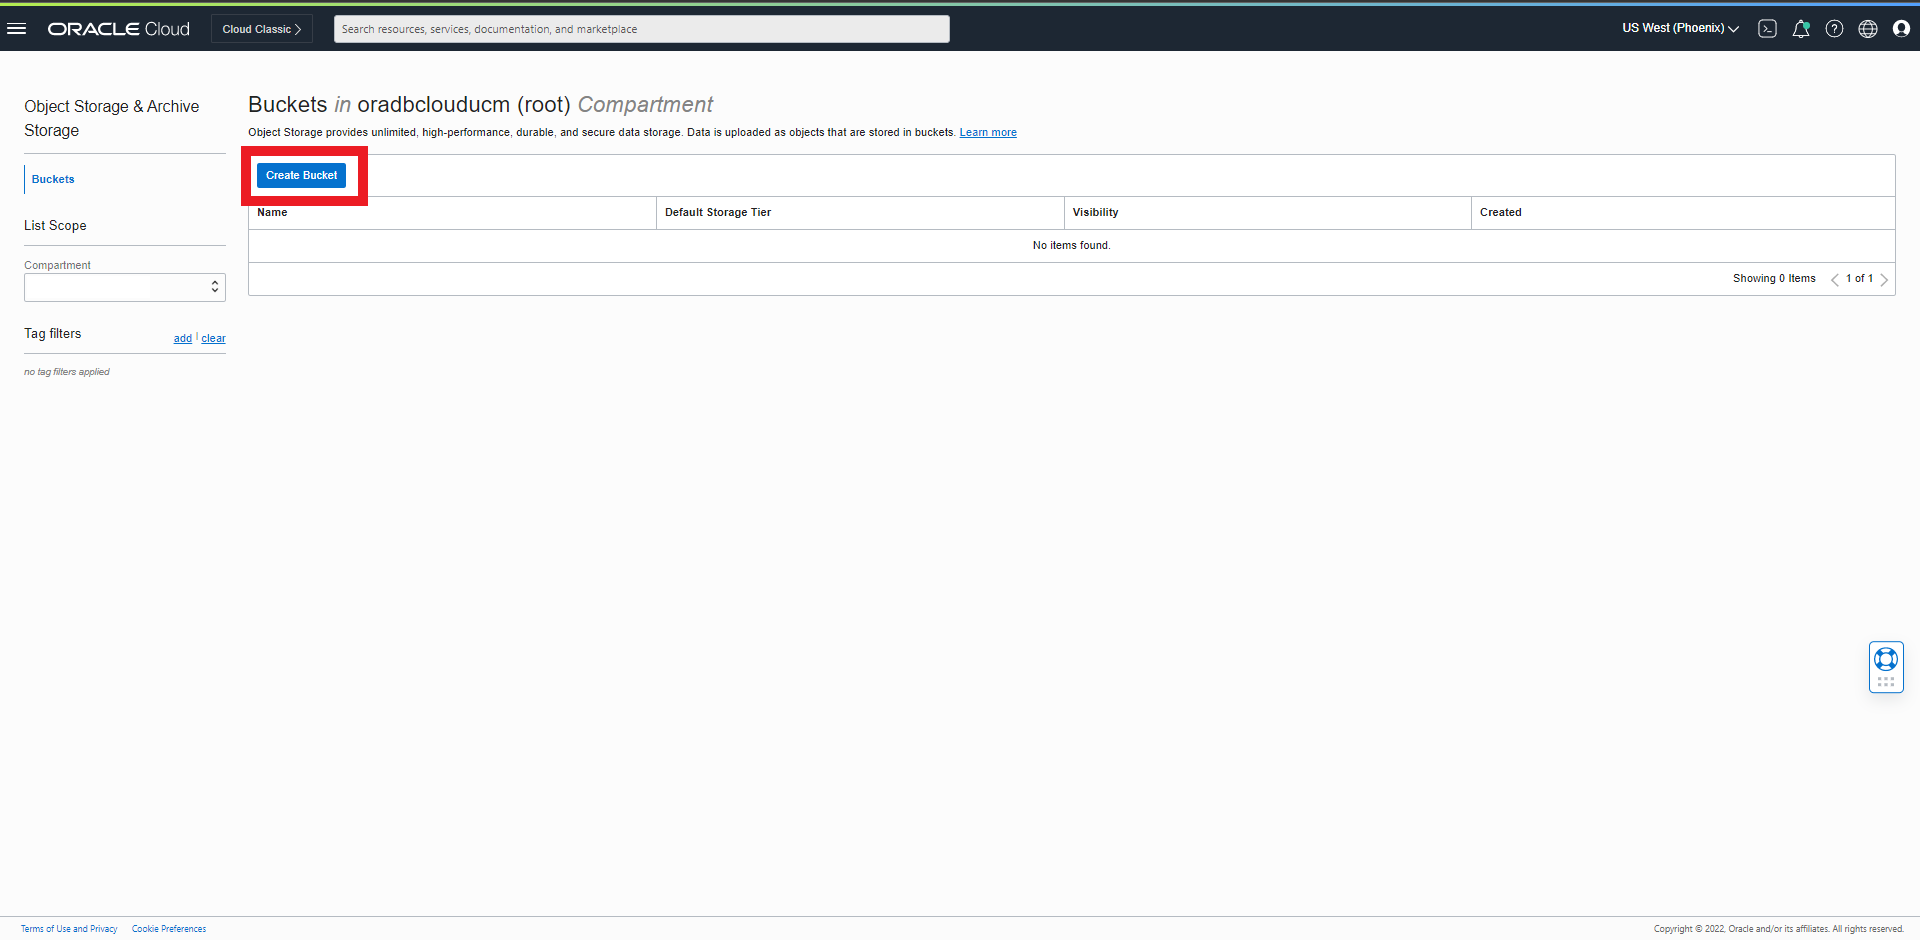 ORACLE Cloud
Cloud Classic
Search resources, services, documentation, and marketplace
US West (Phoenix)
Object Storage & Archive
Storage
Buckets
List Scope
Compartment
Tag filters
add | clear
no tag filters applied
Buckets in oradbclouducm (root) Compartment
Object Storage provides unlimited, high-performance, durable, and secure data storage. Data is uploaded as objects that are stored in buckets. Learn more
Create Bucket
Name Default Storage Tier Visibility Created
No items found.
Showing 0 Items < 1 of 1 >
Terms of Use and Privacy Cookie Preferences
Copyright © 2022, Oracle and/or its affiliates. All rights reserved.